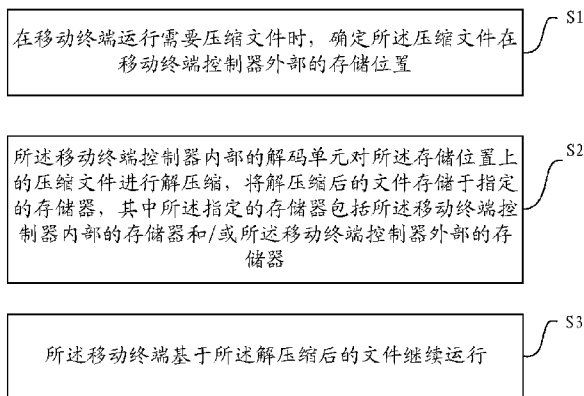 在移动终端运行需要压缩文件时，确定所述压缩文件在
移动终端控制器外部的存储位置
S1
所述移动终端控制器内部的解码单元对所述存储位置上
的压缩文件进行解压缩，将解压缩后的文件存储于指定
的存储器，其中所述指定的存储器包括所述移动终端控
制器内部的存储器和/或所述移动终端控制器外部的存
储器
S2
所述移动终端基于所述解压缩后的文件继续运行
S3